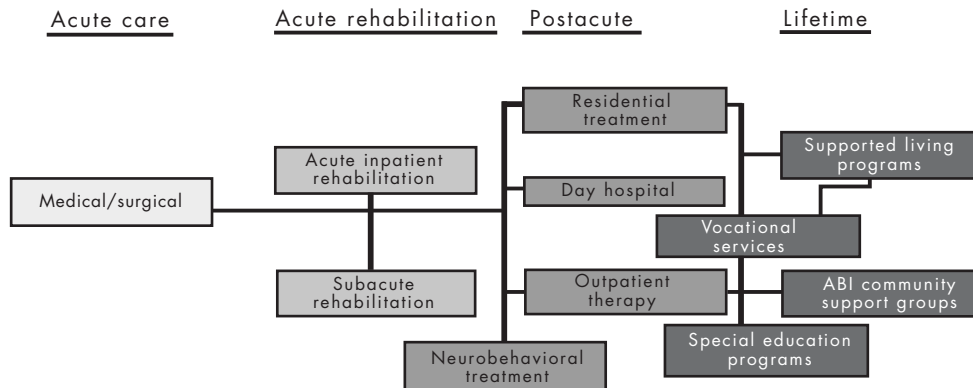 Acute care
Acute rehabilitation
Postacute
Lifetime
Residential
treatment
Supported living
programs
Acute inpatient
rehabilitation
Day hospital
Medical/surgical
Vocational
services
Subacute
rehabilitation
Outpatient
therapy
ABI community
support groups
Special education
programs
Neurobehavioral
treatment